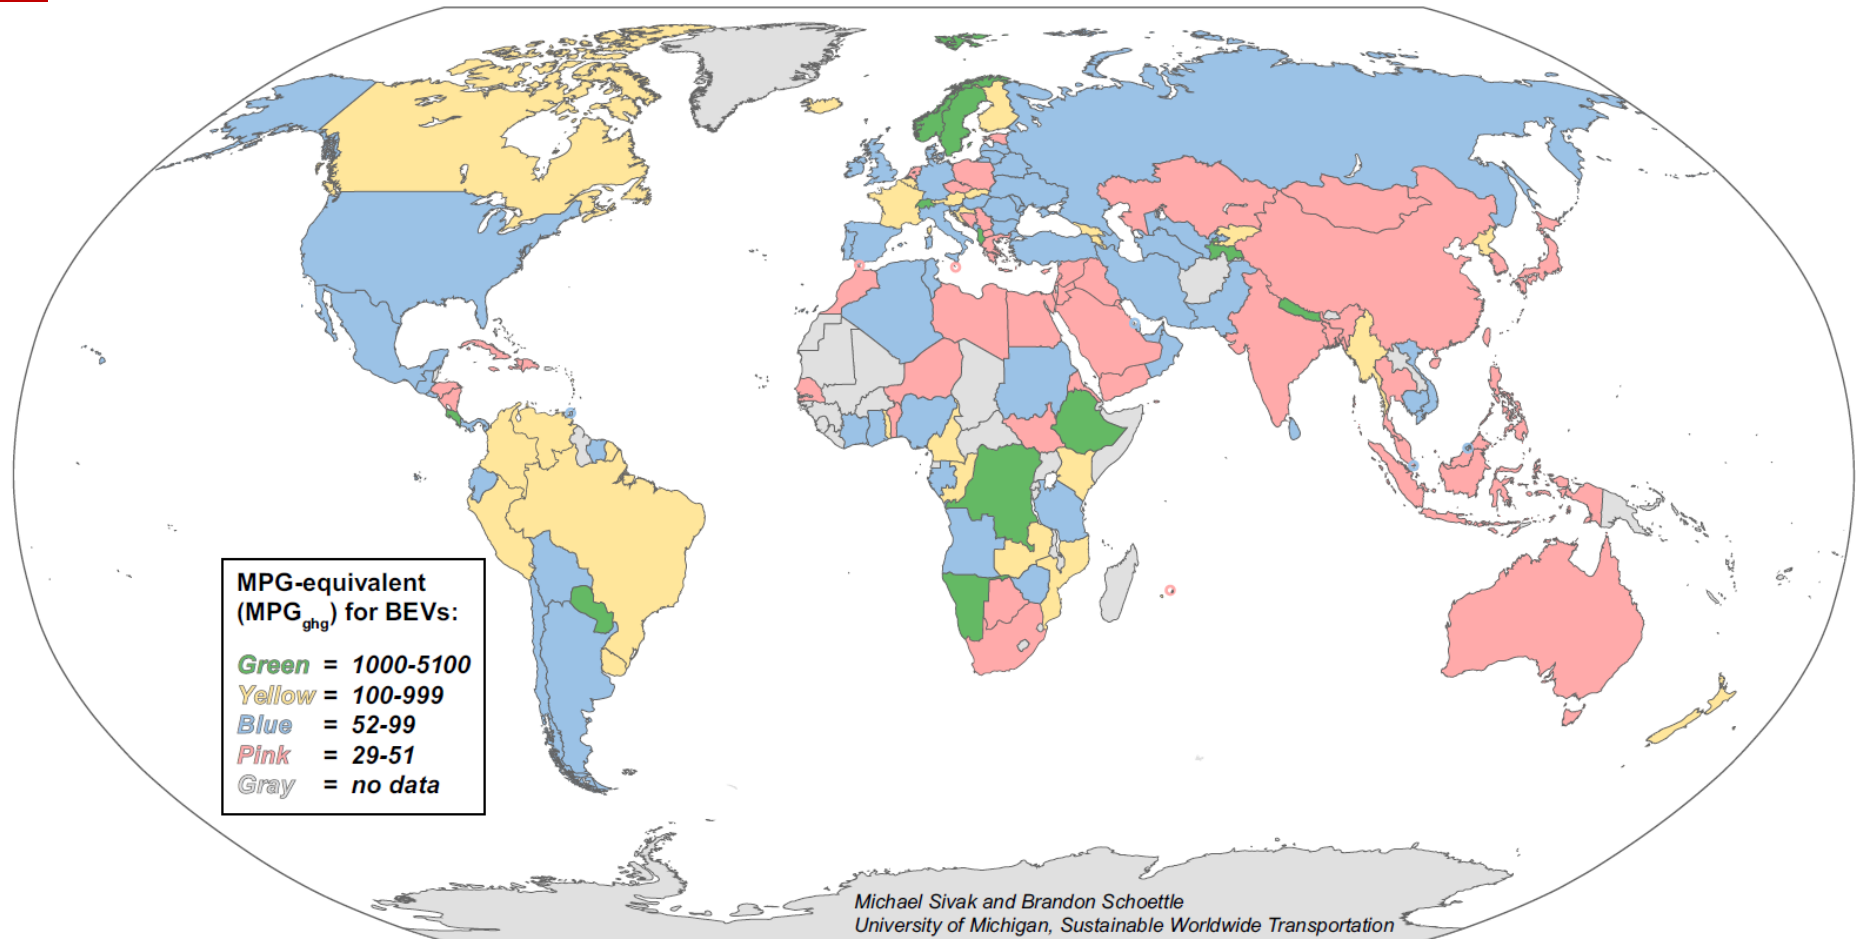 MPG-equivalent
(MPGghg) for BEVs:
Green = 1000-5100
Yellow = 100-999
Blue = 52-99
Pink = 29-51
Gray = no data
Michael Sivak and Brandon Schoettle
University of Michigan, Sustainable Worldwide Transportation